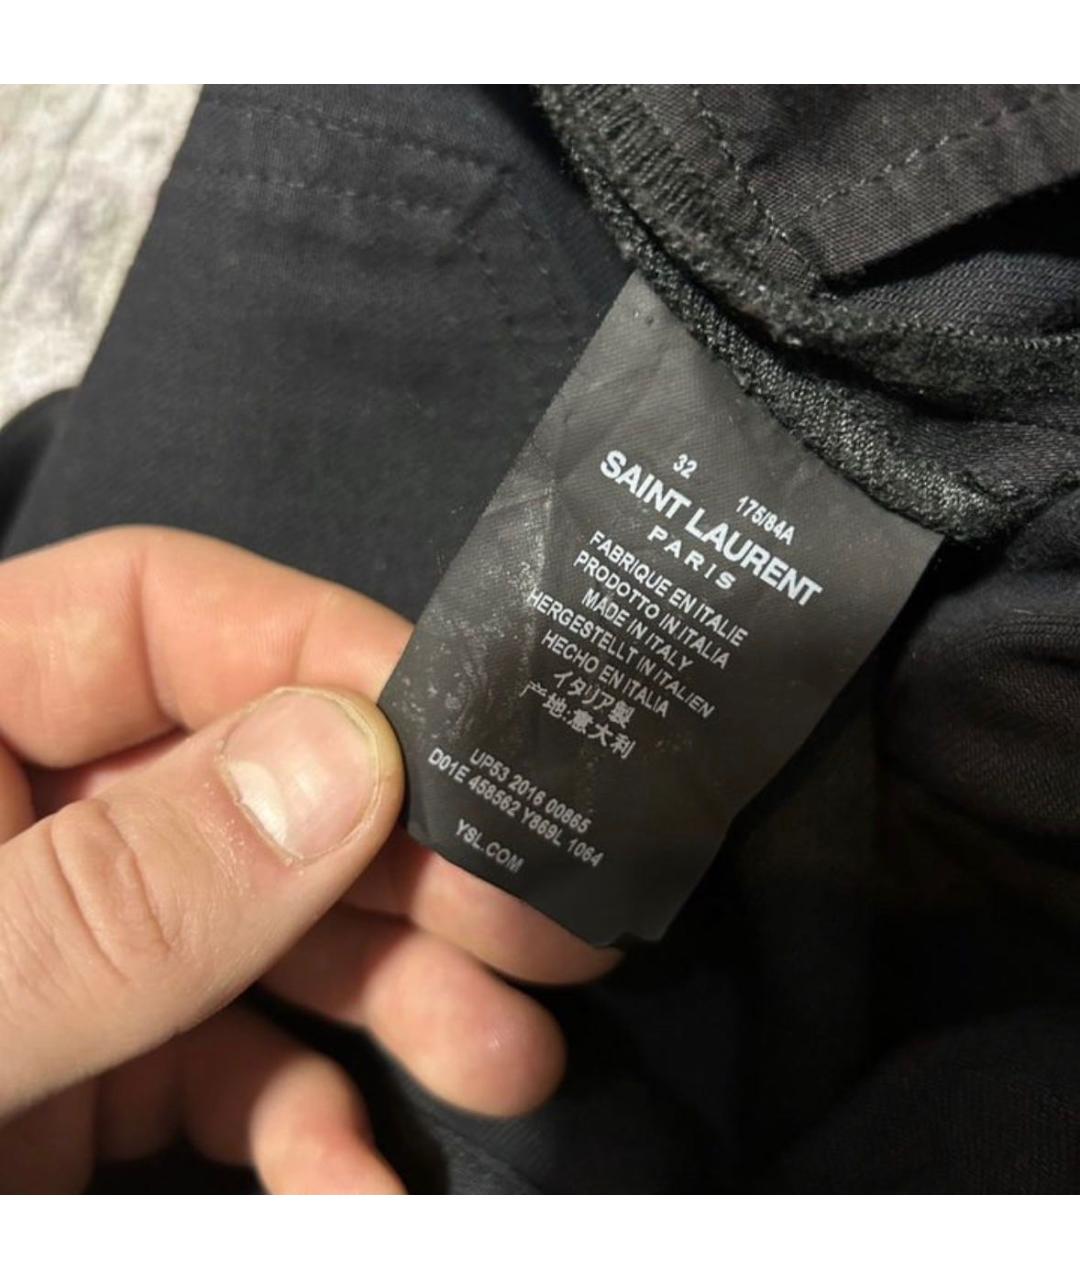 32 175/84A
SAINT LAURENT
PARIS
FABRIQUE EN ITALIE
PRODOTTO IN ITALIA
MADE IN ITALY
HERGESTELLT IN ITALIEN
HECHO EN ITALIA
イタリア製
产地:意大利
UP53 2016 00865
D01E 458562 Y869L 1064
YSL.COM